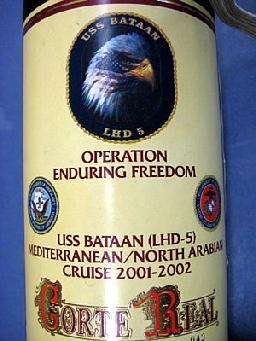 USS BATAAN
LHD 5
OPERATION
ENDURING FREEDOM
USS BATAAN (LHD-5)
MEDITERRANEAN/NORTH ARABIAN
CRUISE 2001-2002
CORTE REAL